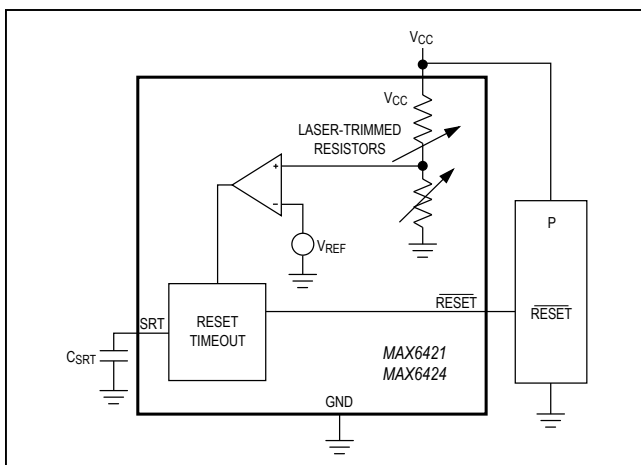 VCC
VCC
LASER-TRIMMED
RESISTORS
+
−
VREF
SRT
RESET
TIMEOUT
RESET
CSRT
P
RESET
MAX6421
MAX6424
GND